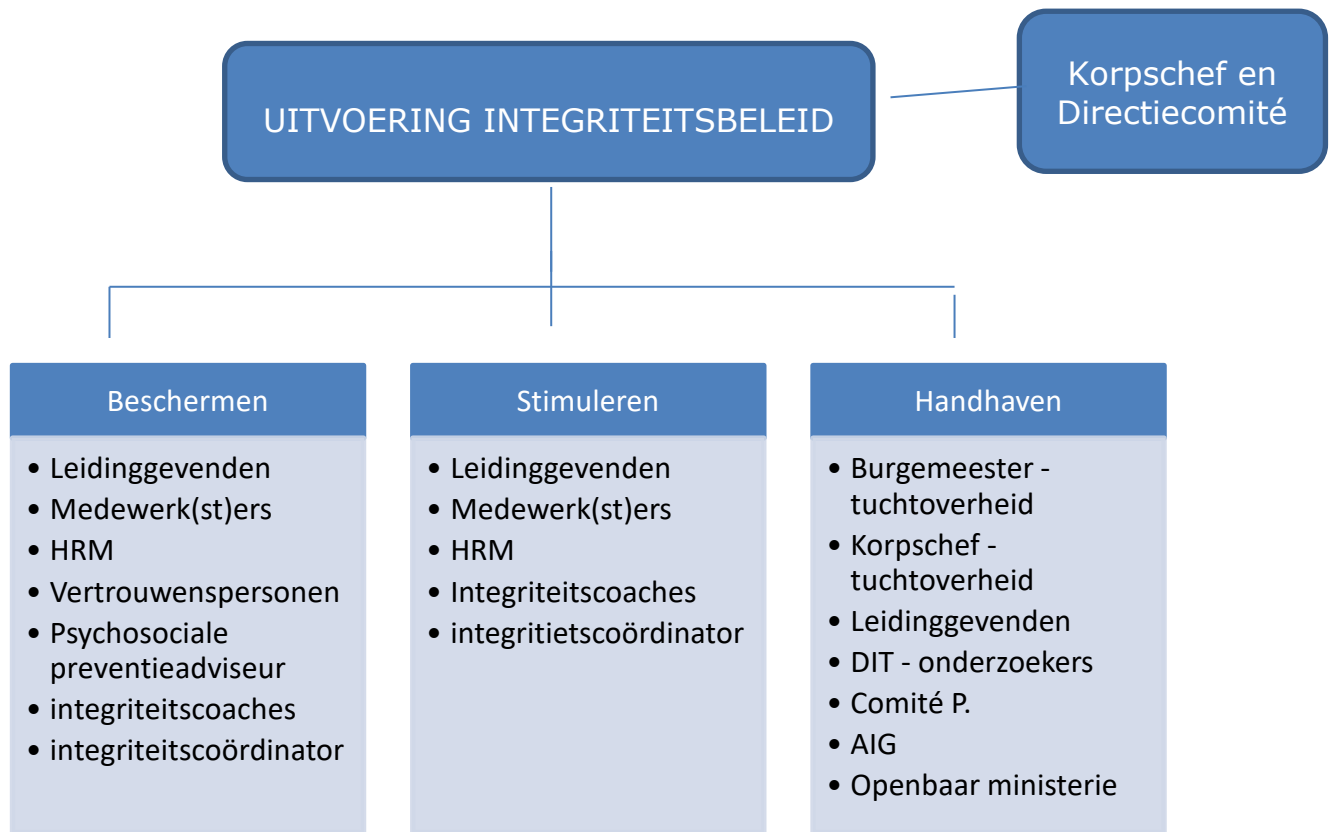 UITVOERING INTEGRITEITSBELEID
Korpschef en
Directiecomité
Beschermen
• Leidinggevenden
• Medewerk(st)ers
• HRM
• Vertrouwenspersonen
• Psychosociale
preventieadviseur
• integriteitscoaches
• integriteitscoördinator
Stimuleren
• Leidinggevenden
• Medewerk(st)ers
• HRM
• Integriteitscoaches
• integritietscoördinator
Handhaven
• Burgemeester -
tuchtoverheid
• Korpschef -
tuchtoverheid
• Leidinggevenden
• DIT - onderzoekers
• Comité P.
• AIG
• Openbaar ministerie